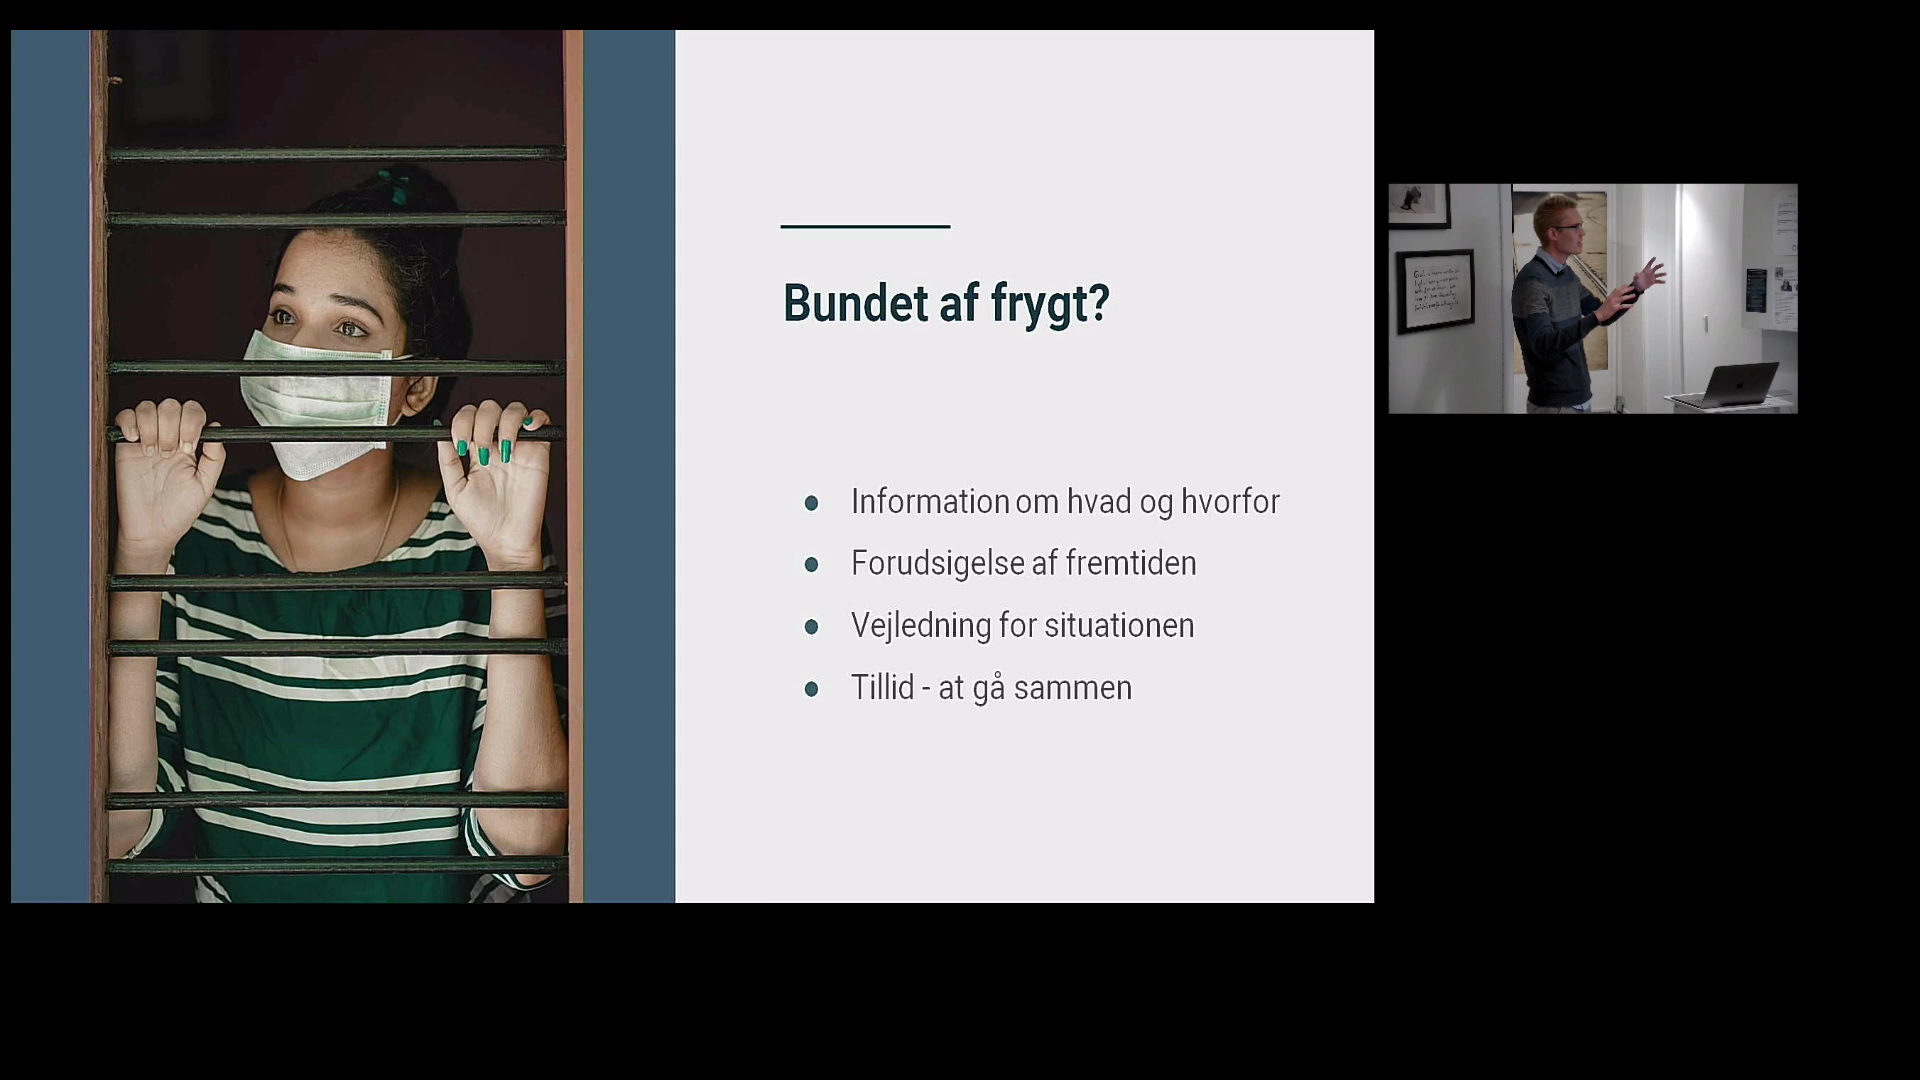 Bundet af frygt?
Information om hvad og hvorfor
Forudsigelse af fremtiden
Vejledning for situationen
Tillid - at gå sammen